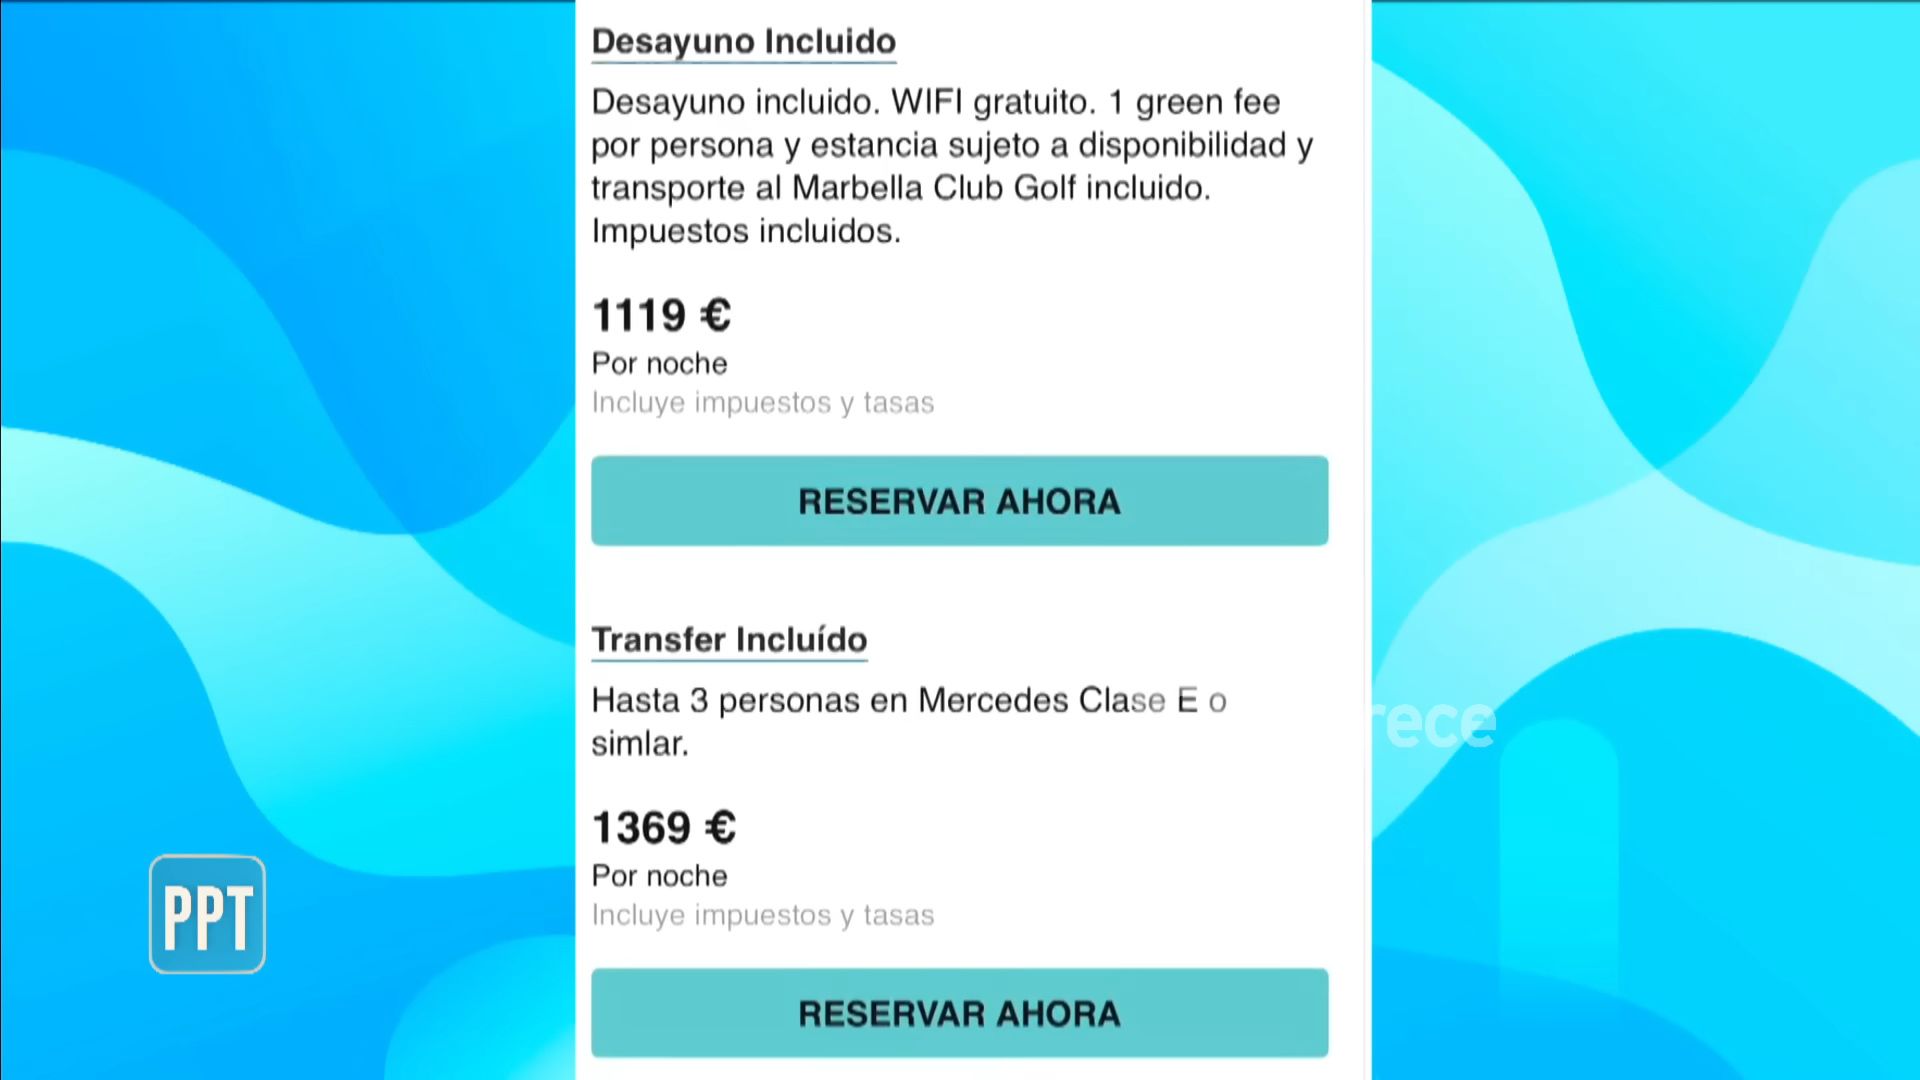 Desayuno Incluido
Desayuno incluido. WIFI gratuito. 1 green fee
por persona y estancia sujeto a disponibilidad y
transporte al Marbella Club Golf incluido.
Impuestos incluidos.
1119 €
Por noche
Incluye impuestos y tasas
RESERVAR AHORA
Transfer Incluído
Hasta 3 personas en Mercedes Clase E o
simlar.
1369 €
Por noche
Incluye impuestos y tasas
RESERVAR AHORA
PPT